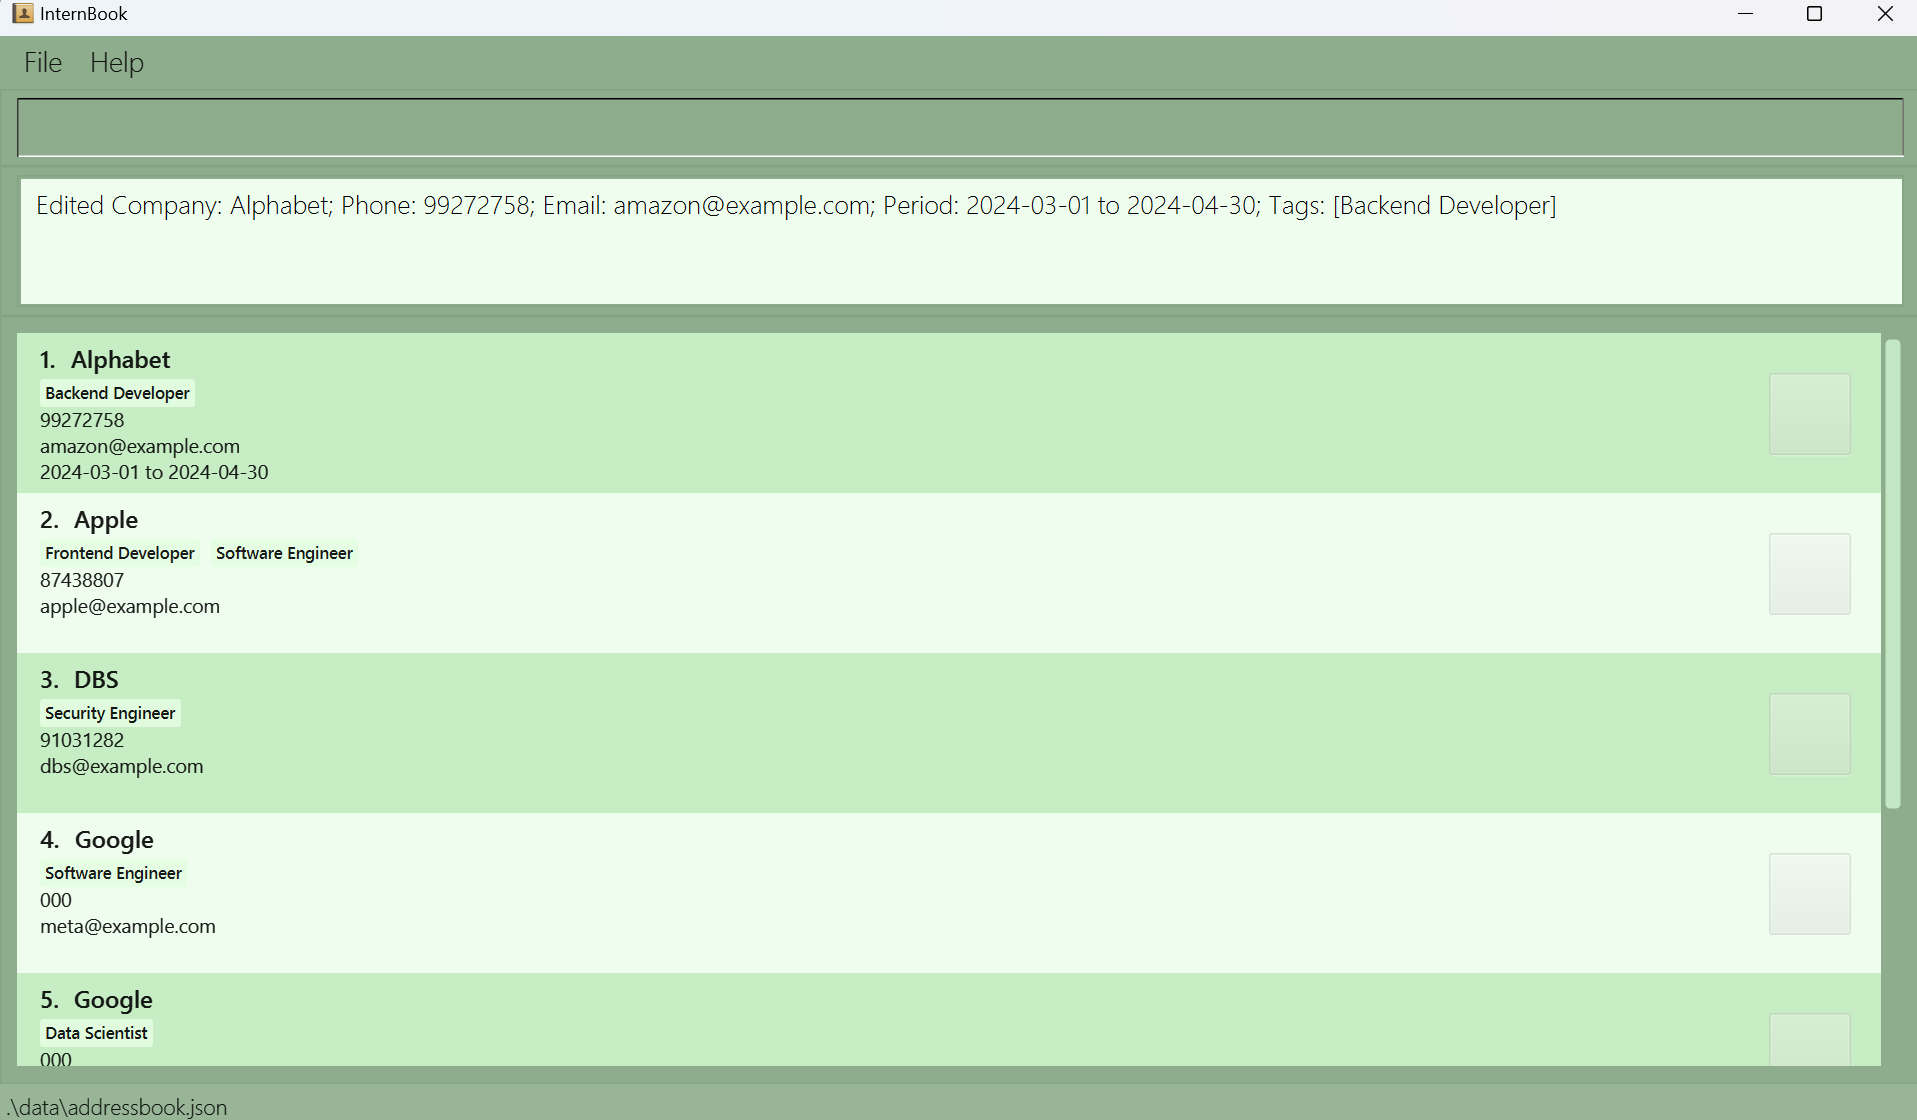 InternBook
File Help
Edited Company: Alphabet; Phone: 99272758; Email: amazon@example.com; Period: 2024-03-01 to 2024-04-30; Tags: [Backend Developer]
1. Alphabet
Backend Developer
99272758
amazon@example.com
2024-03-01 to 2024-04-30
2. Apple
Frontend Developer Software Engineer
87438807
apple@example.com
3. DBS
Security Engineer
91031282
dbs@example.com
4. Google
Software Engineer
000
meta@example.com
5. Google
Data Scientist
000
.\data\addressbook.json